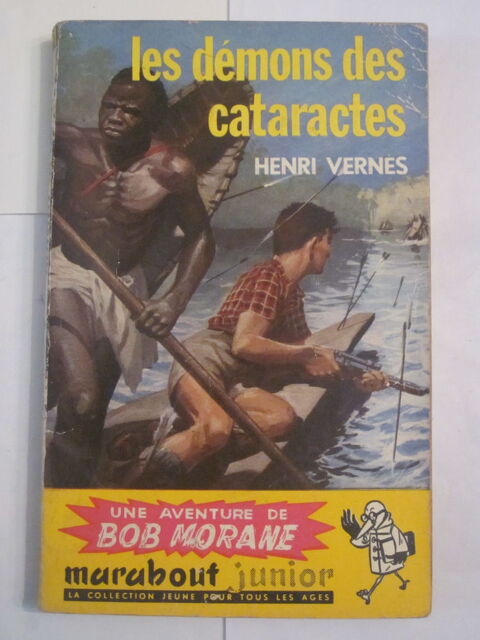 les démons des
cataractes
HENRI VERNES
UNE AVENTURE DE
BOB MORANE
marabout junior
LA COLLECTION JEUNE POUR TOUS LES AGES